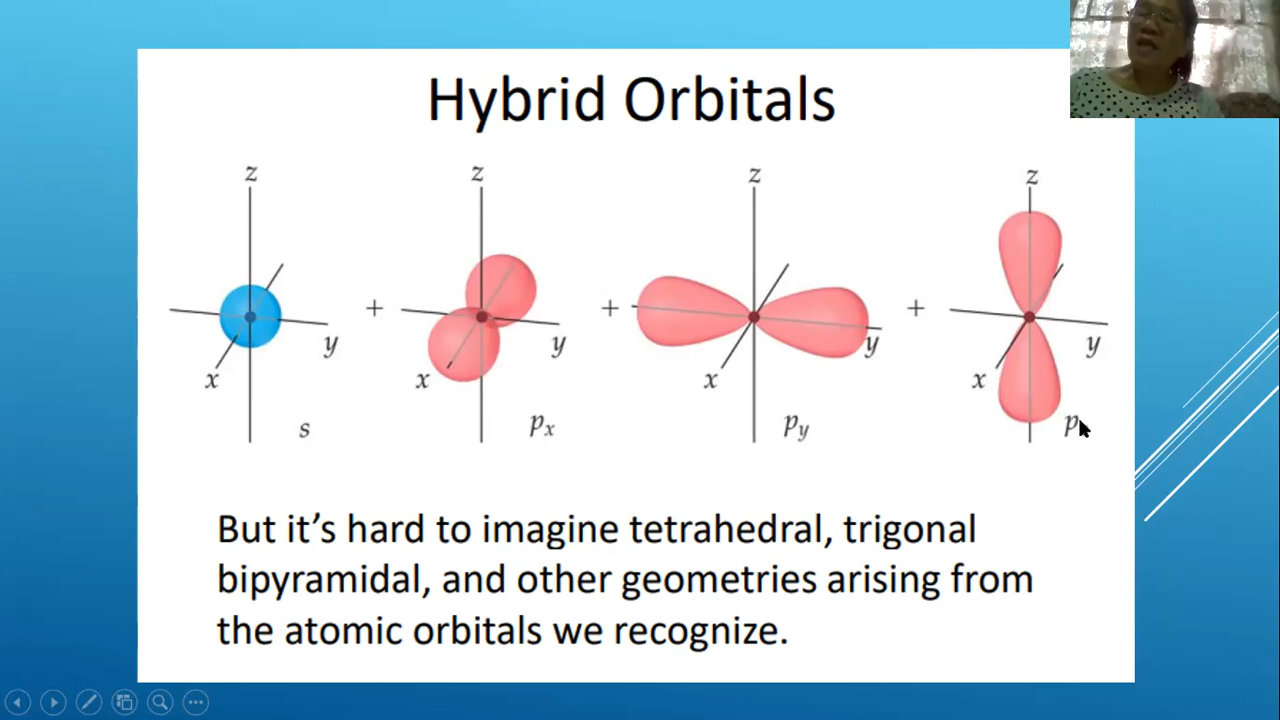 Hybrid Orbitals
z z z z
+ + +
y y y y
x x x x
s px py p
But it's hard to imagine tetrahedral, trigonal
bipyramidal, and other geometries arising from
the atomic orbitals we recognize.